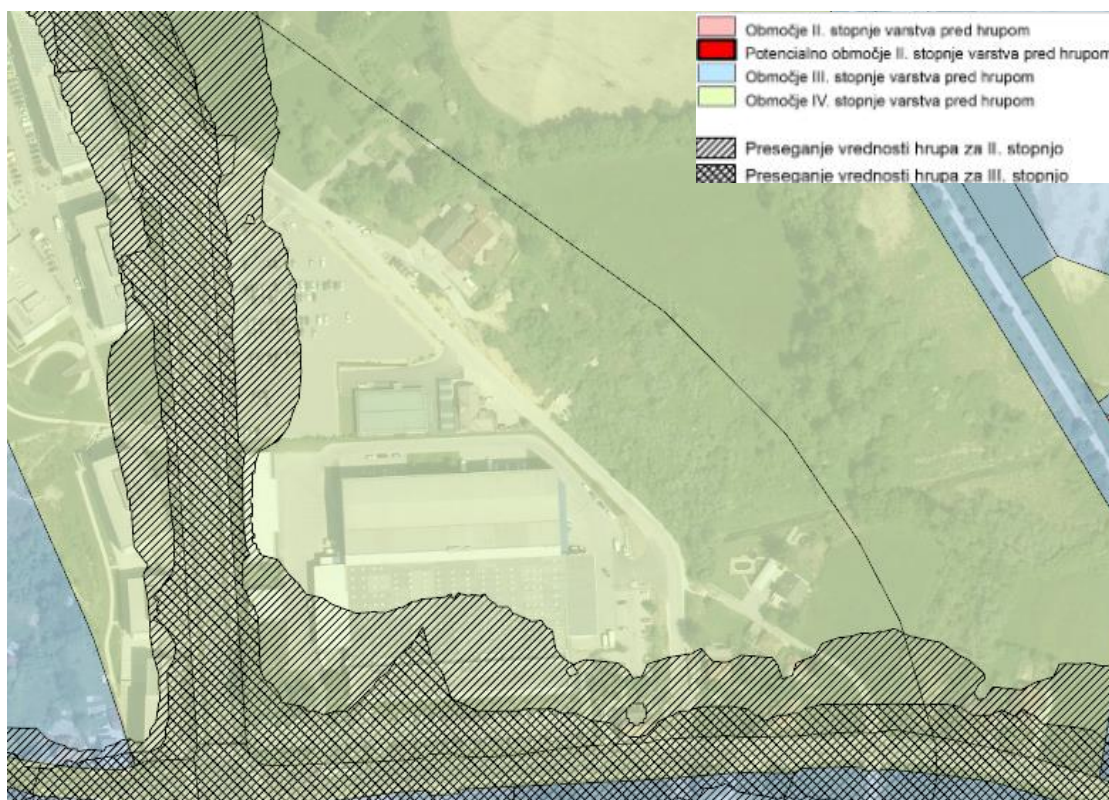 Območje II. stopnje varstva pred hrupom
Potencialno območje II. stopnje varstva pred hrupom
Območje III. stopnje varstva pred hrupom
Območje IV. stopnje varstva pred hrupom
Preseganje vrednosti hrupa za II. stopnjo
Preseganje vrednosti hrupa za III. stopnjo